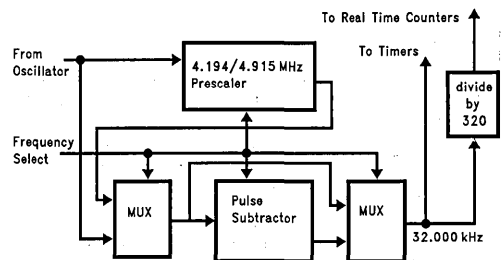 To Real Time Counters
To Timers
From
Oscillator
4.194/4.915 MHz
Prescaler
divide
by
320
Frequency
Select
MUX
Pulse
Subtractor
MUX
32.000 kHz